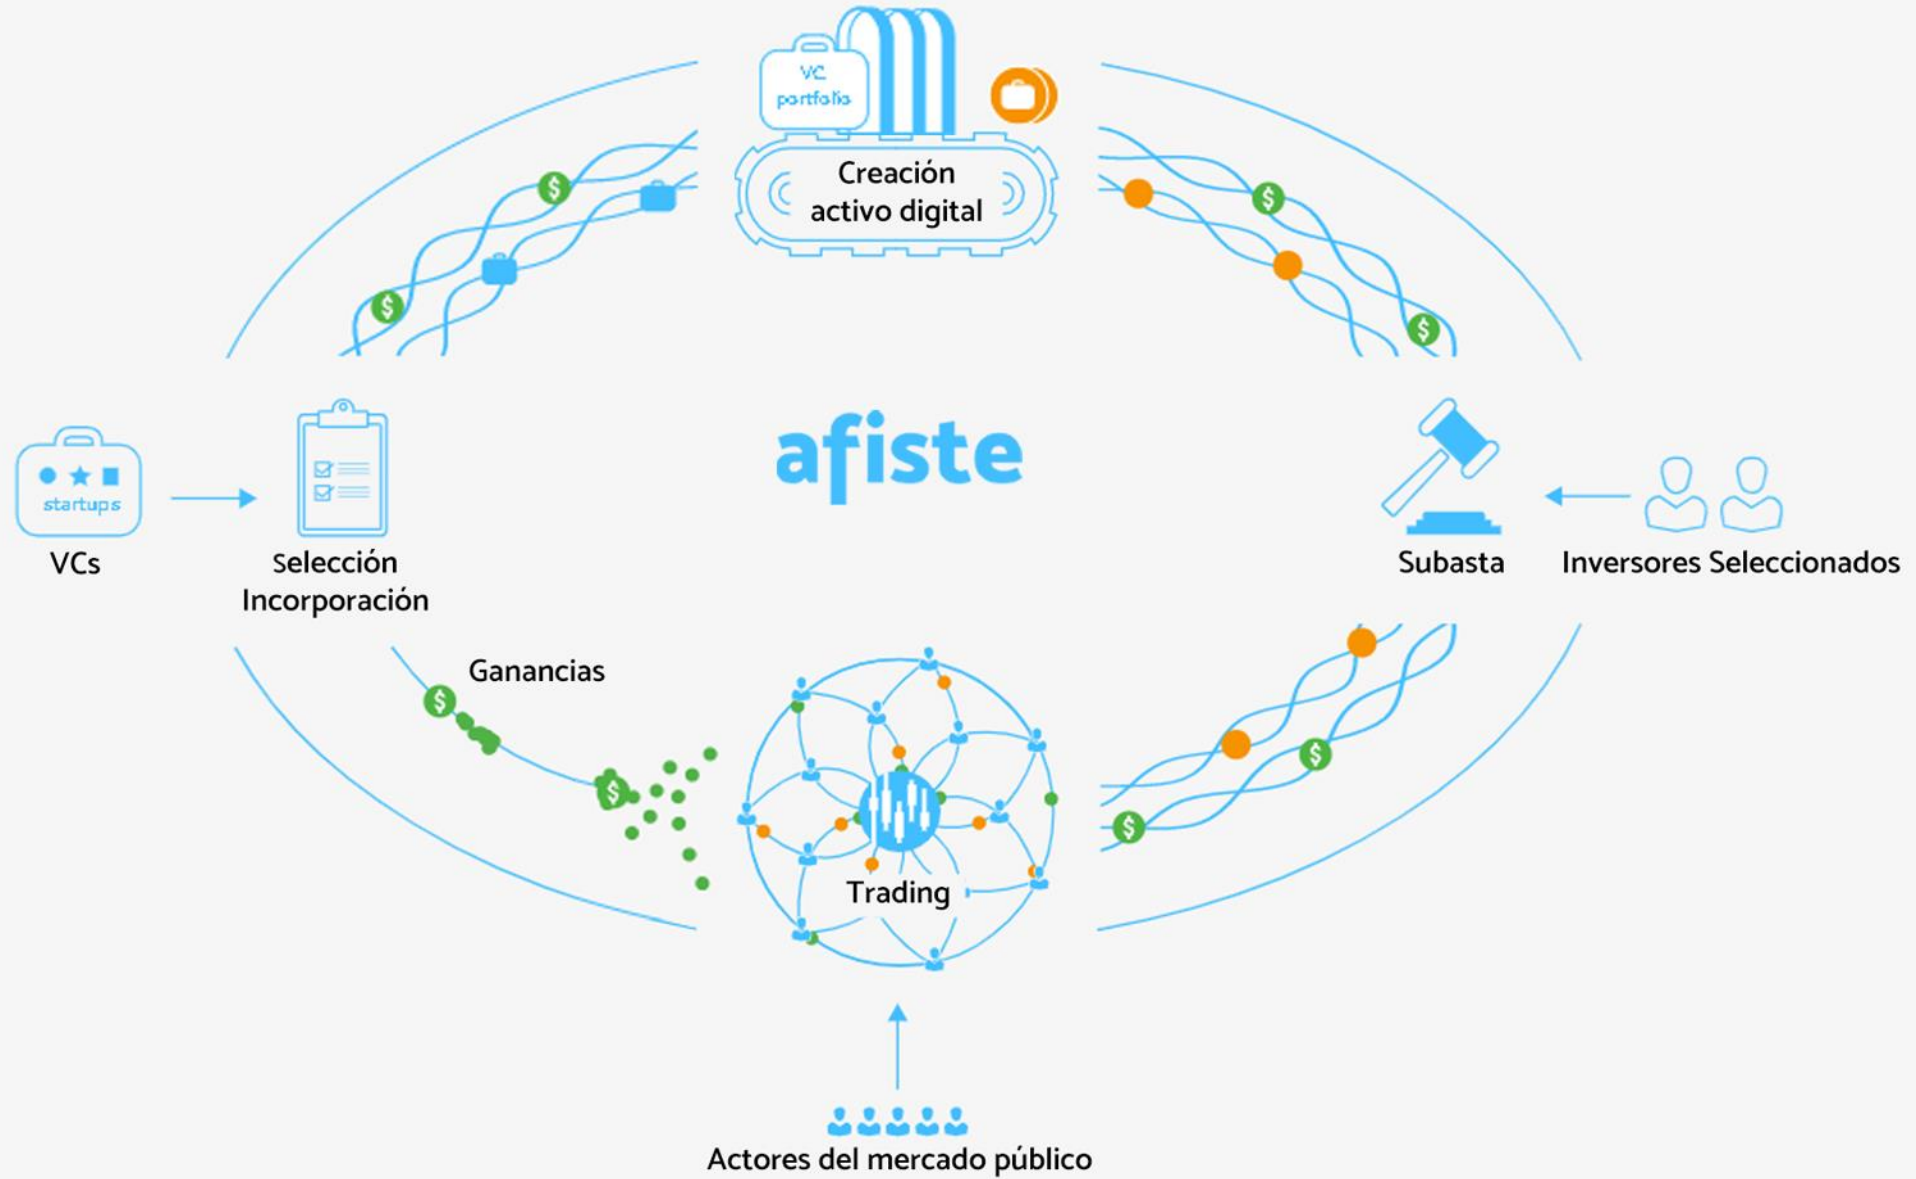 VC
portfolio
Creación
activo digital
afiste
startups
VCs
Selección
Incorporación
Subasta
Inversores Seleccionados
Ganancias
Trading
Actores del mercado público